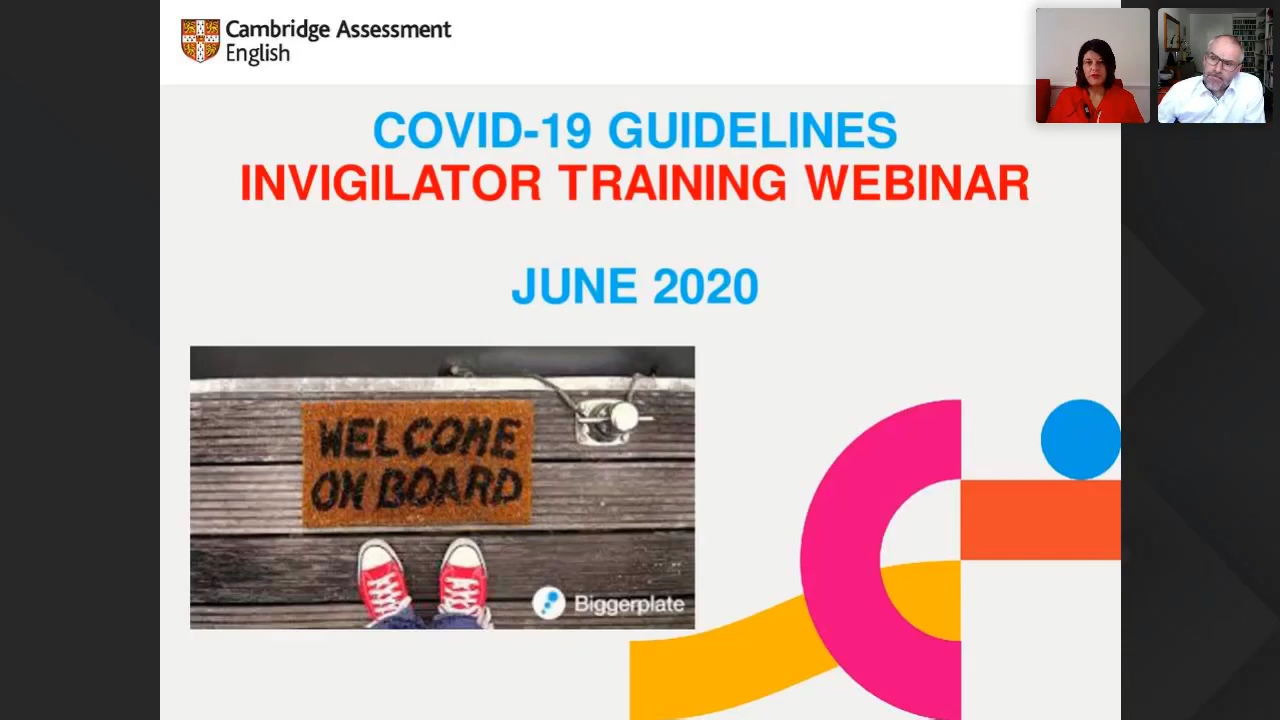 Cambridge Assessment
English
COVID-19 GUIDELINES
INVIGILATOR TRAINING WEBINAR
JUNE 2020
WELCOME
ON BOARD
Biggerplate